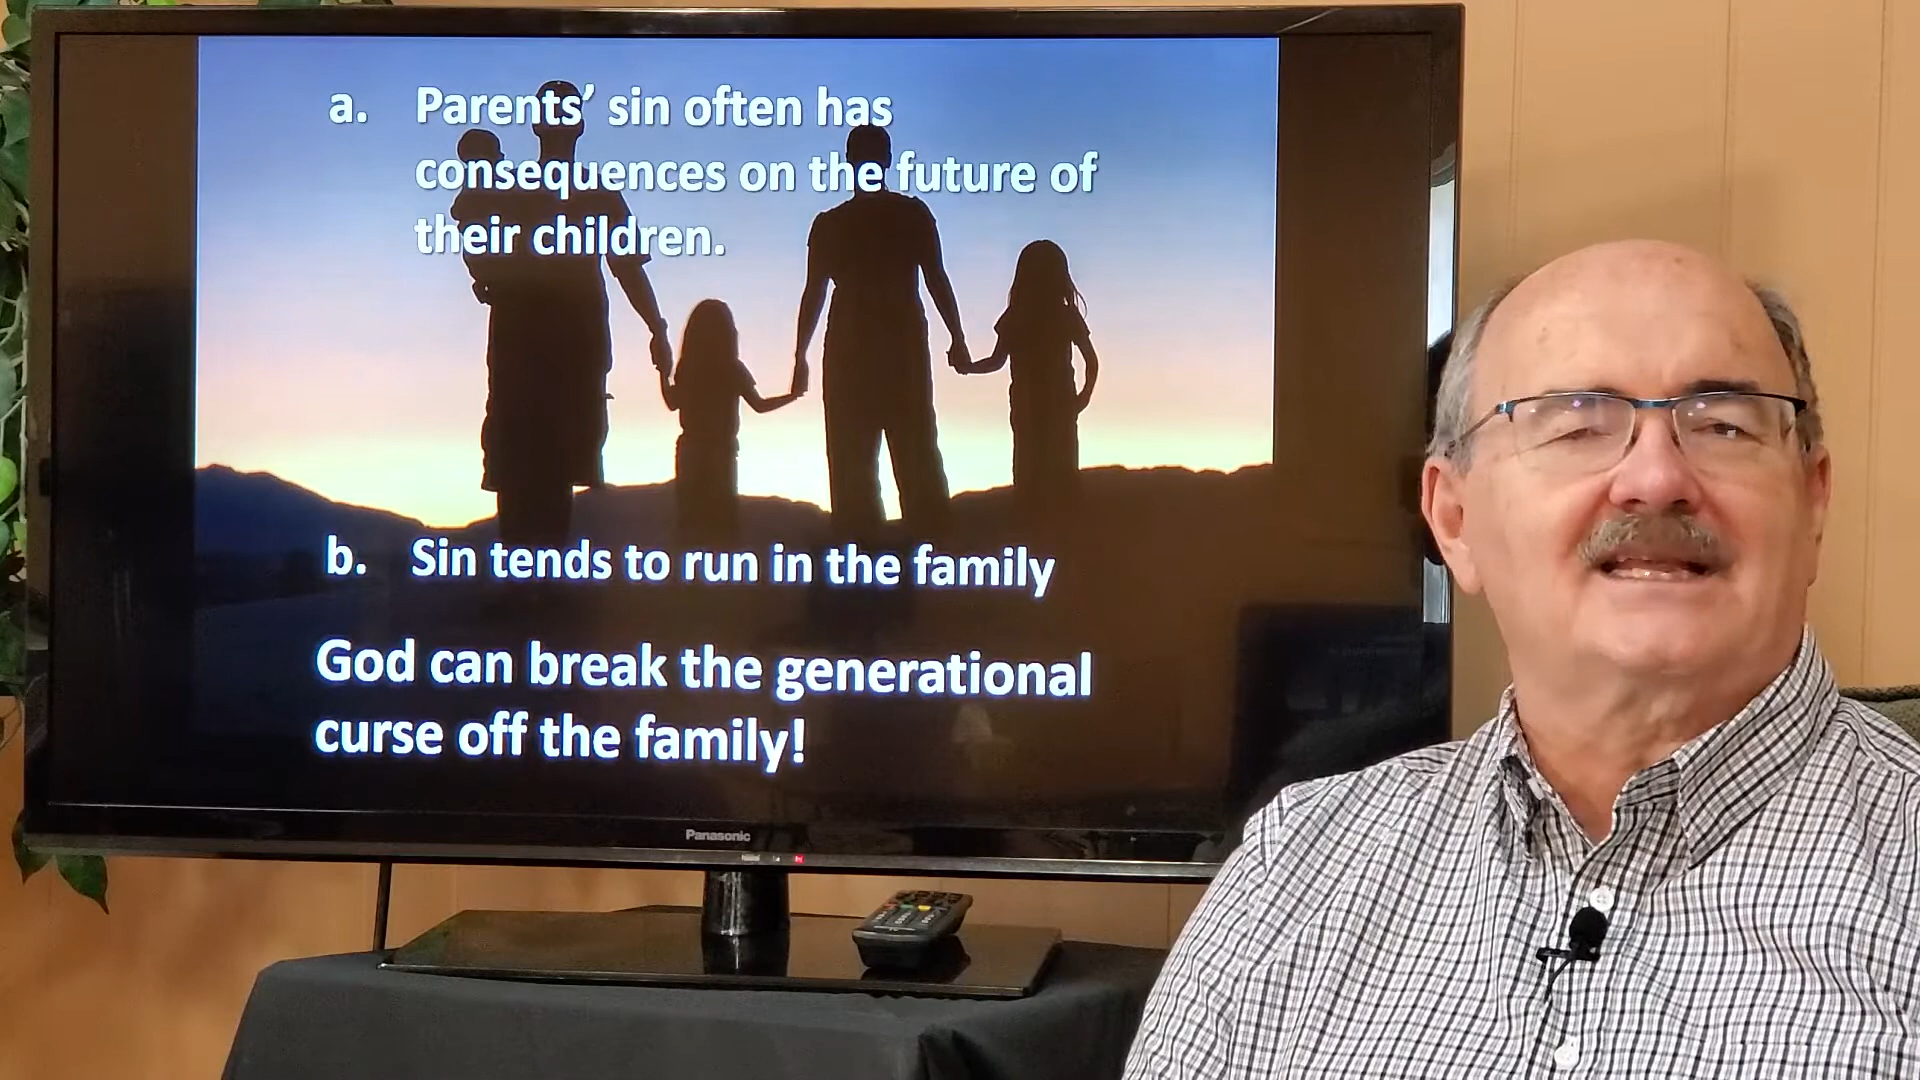 a. Parents’ sin often has
consequences on the future of
their children.
b. Sin tends to run in the family
God can break the generational
curse off the family!
Panasonic